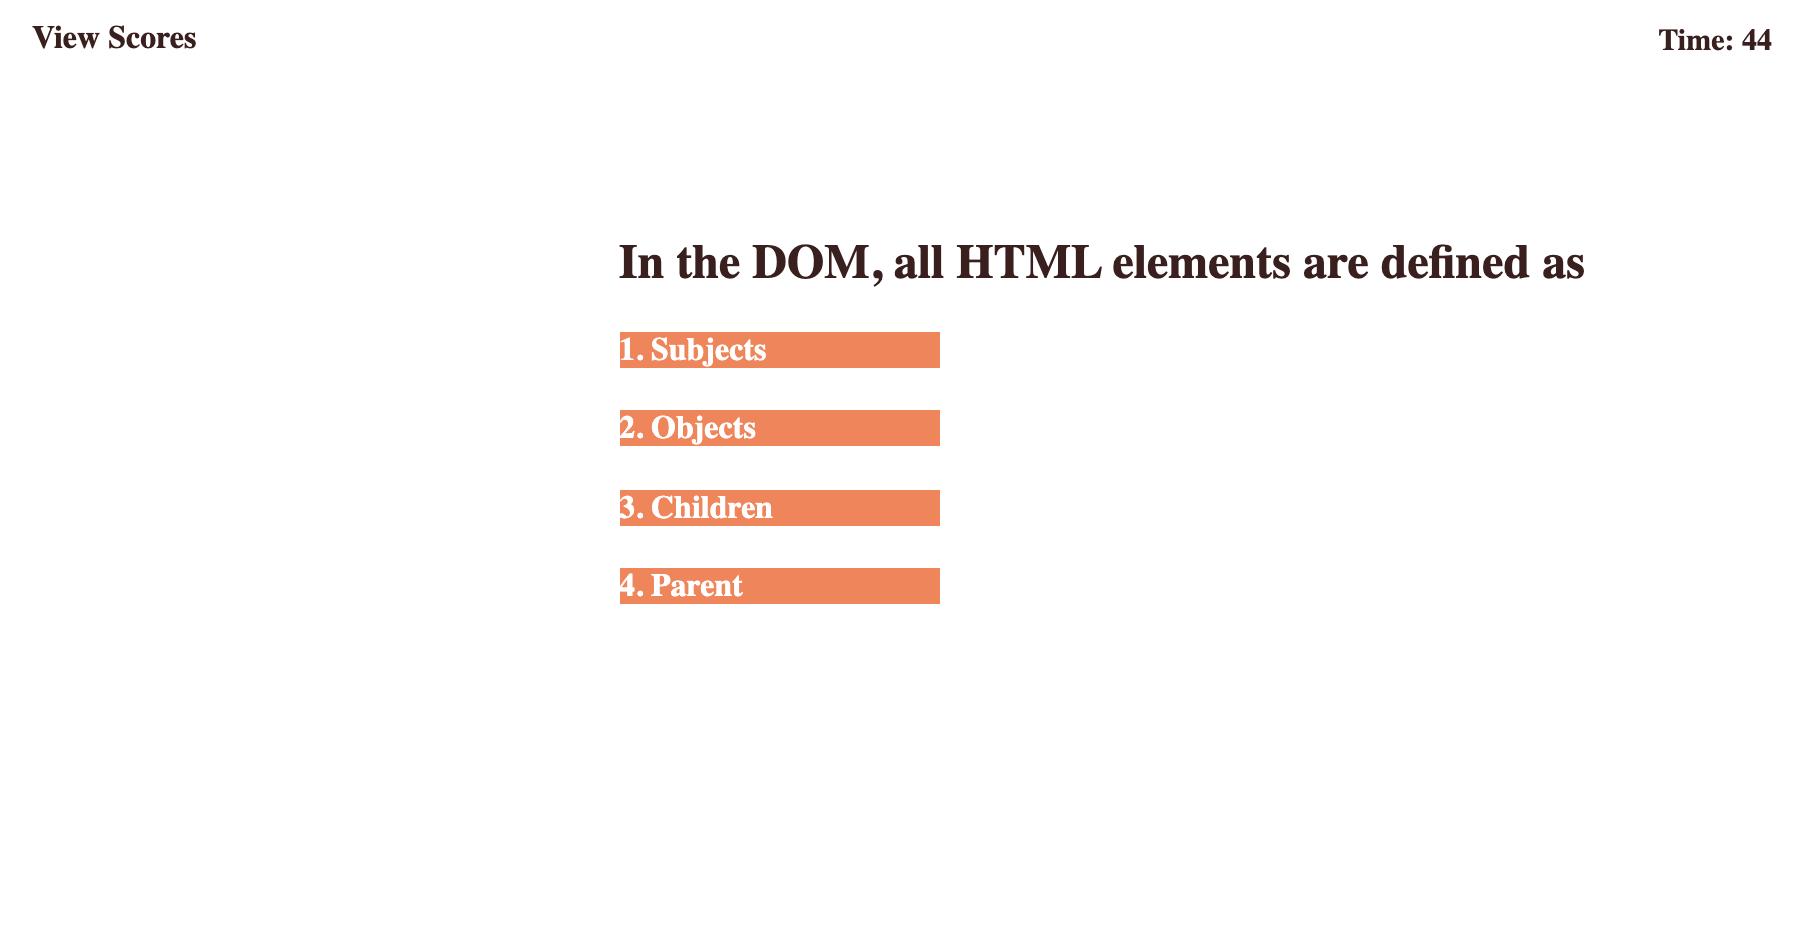 View Scores
Time: 44
In the DOM, all HTML elements are defined as
1. Subjects
2. Objects
3. Children
4. Parent